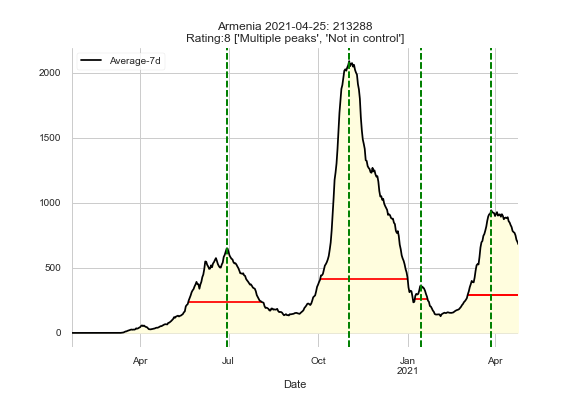 Armenia 2021-04-25: 213288
Rating:8 ['Multiple peaks', 'Not in control']
Average-7d
2000
1500
1000
500
0
Apr
Jul
Oct
Jan
2021
Apr
Date